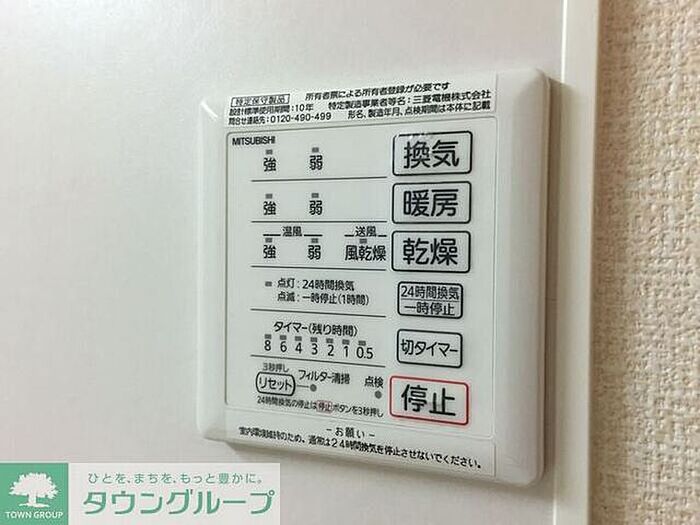 特定保守製品 所有者票による所有者登録が必要です
設計標準使用期間:10年 特定製造事業者等名:三菱電機株式会社
問合せ連絡先:0120-490-499 形名、製造年月、点検期間は本体に記載
MITSUBISHI
強 弱 換気
強 弱 暖房
温風 送風
強 弱 風乾燥 乾燥
点灯:24時間換気
点滅:一時停止(1時間)
24時間換気
一時停止
タイマー(残り時間)
8 6 4 3 2 1 0.5
切タイマー
3秒押し
リセット フィルター清掃 点検
停止
24時間換気の停止は停止ボタンを3秒押し
-お願い-
室内環境維持のため、通常は24時間換気を停止させないでください。
TOWN GROUP
ひとを、まちを、もっと豊かに。
タウングループ